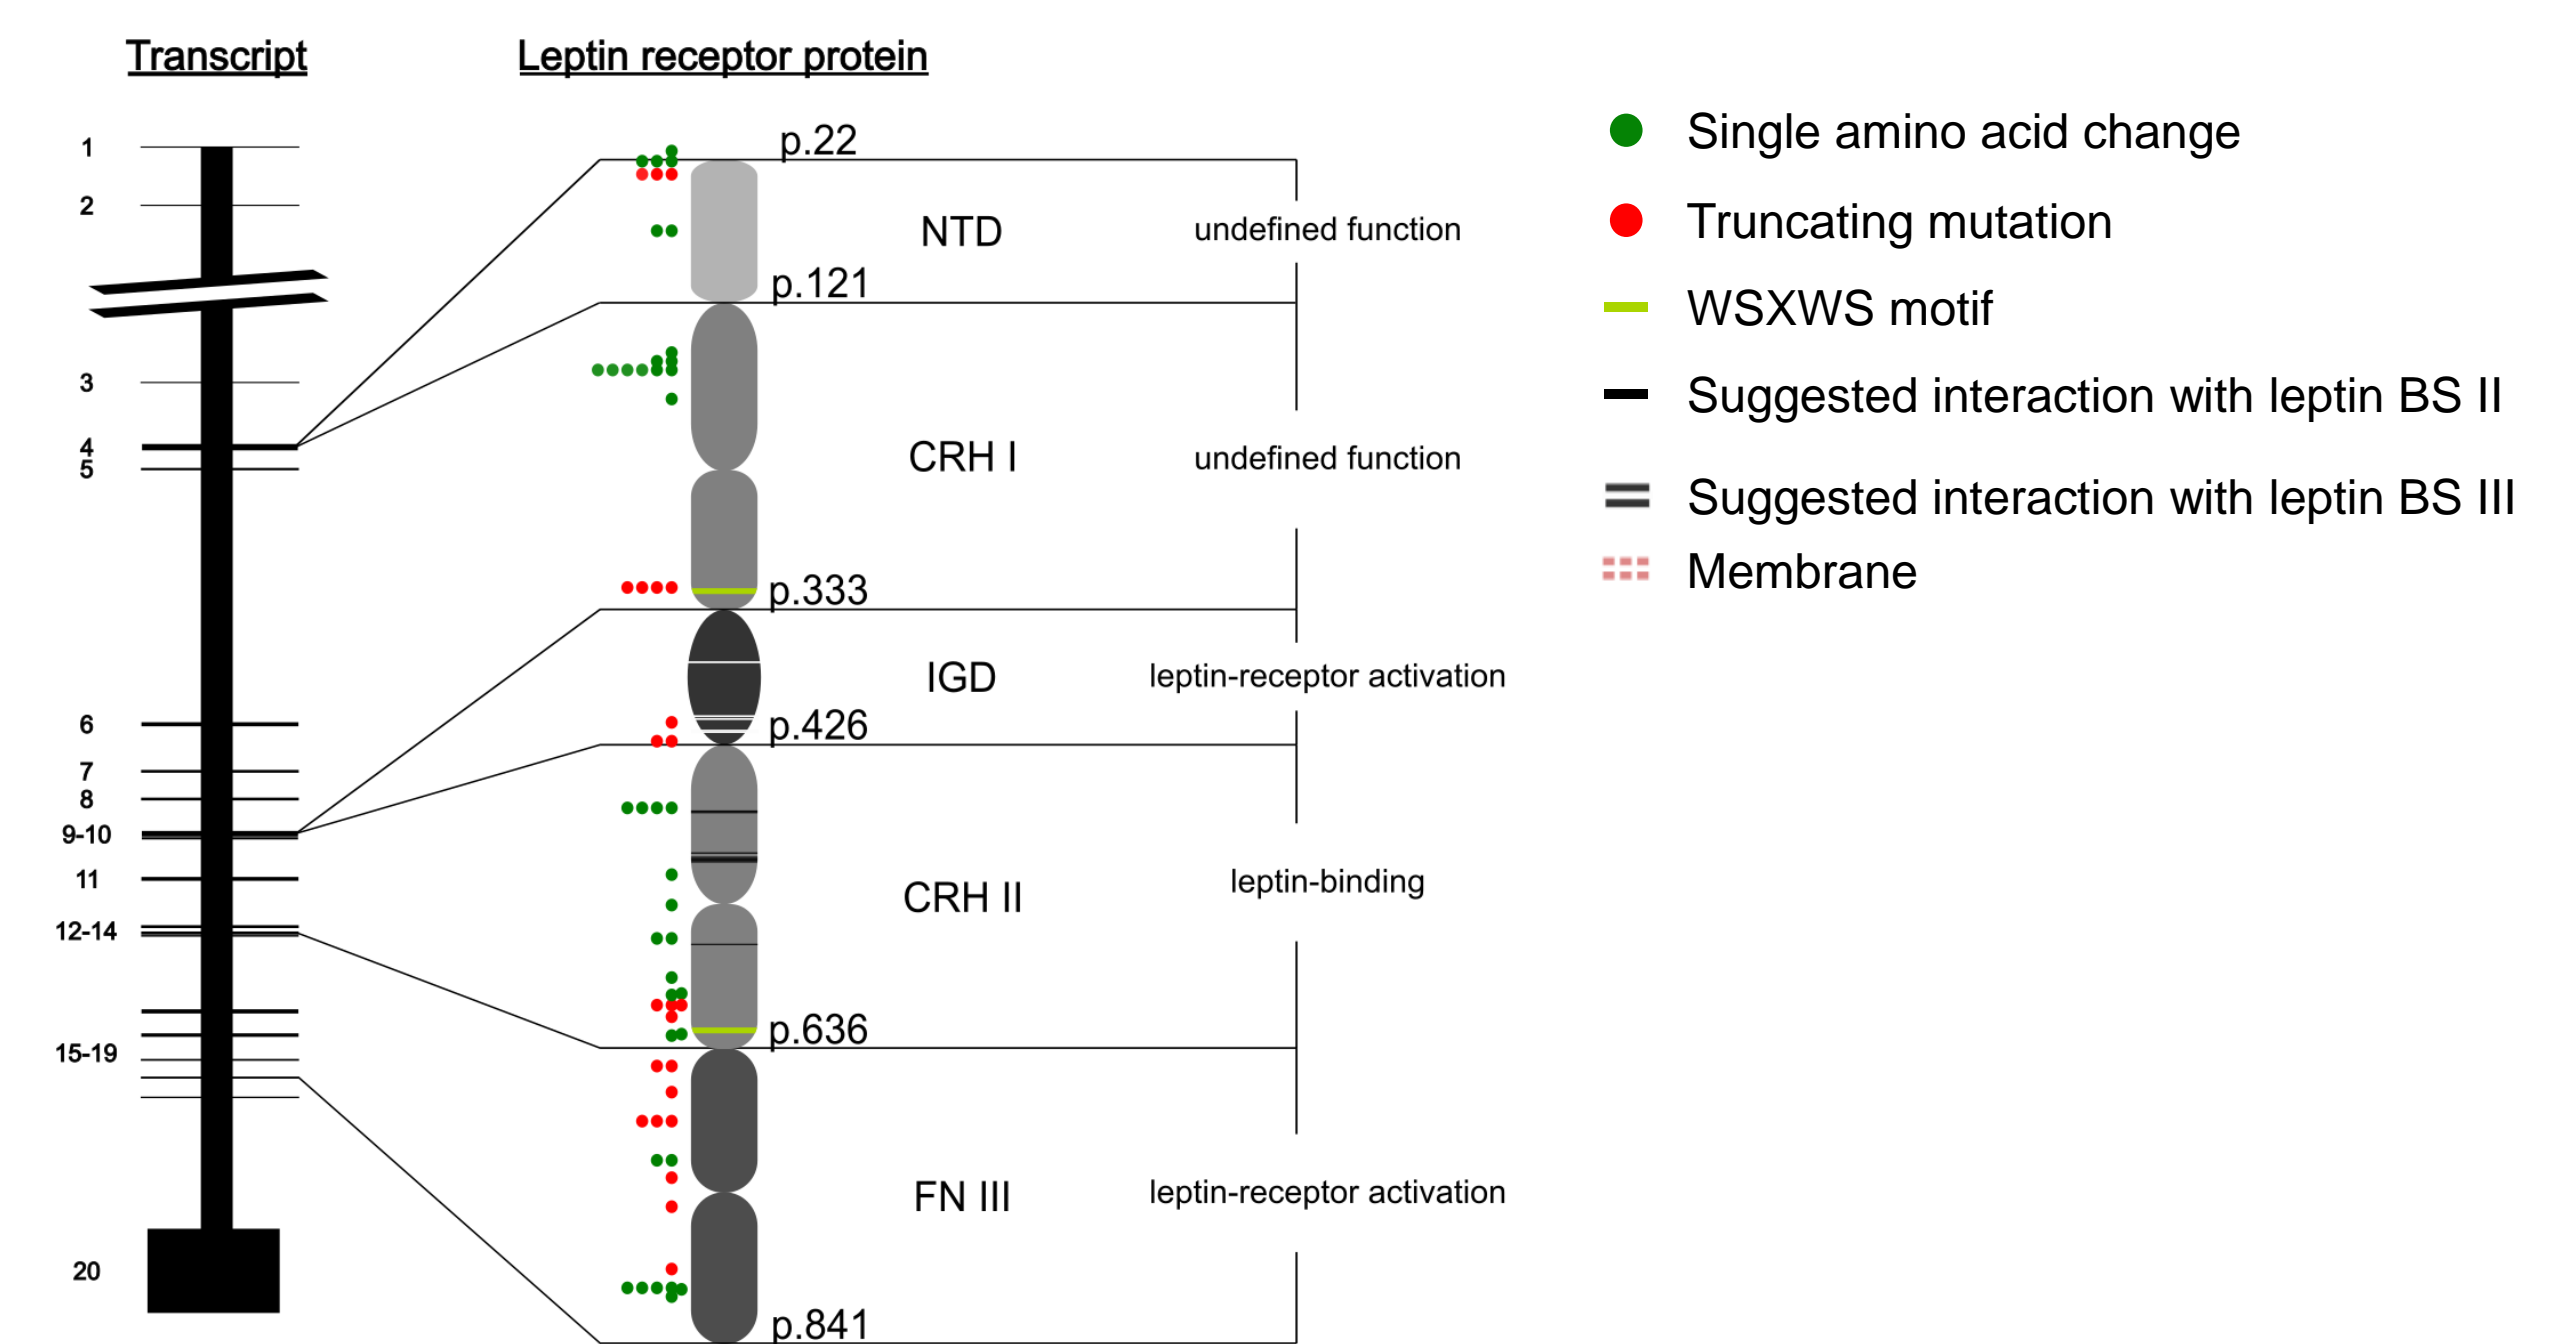 Transcript
Leptin receptor protein
1
2
3
4
5
6
7
8
9-10
11
12-14
15-19
20
p.22
NTD
undefined function
p.121
CRH I
undefined function
p.333
IGD
leptin-receptor activation
p.426
CRH II
leptin-binding
p.636
FN III
leptin-receptor activation
p.841
Single amino acid change
Truncating mutation
WSXWS motif
Suggested interaction with leptin BS II
Suggested interaction with leptin BS III
Membrane